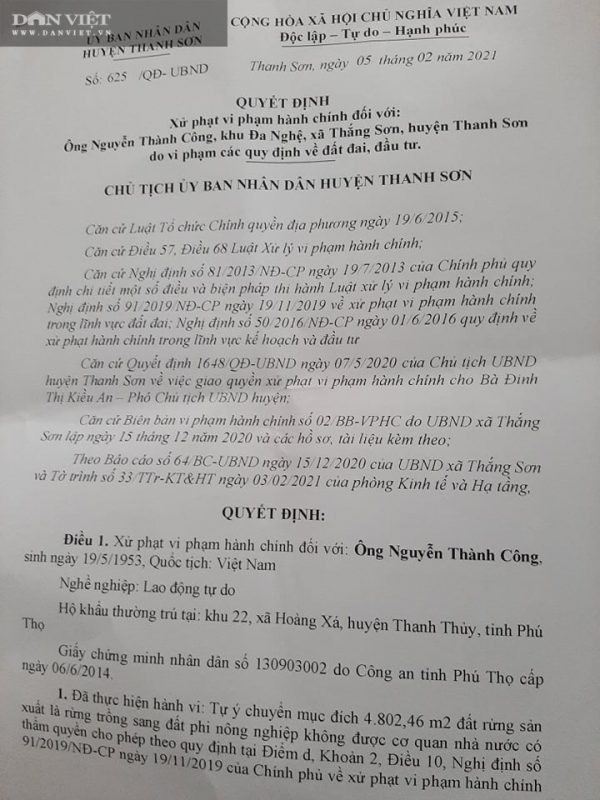 DÂN VIỆT
WWW.DANVIET.VN
ỦY BAN NHÂN DÂN
HUYỆN THANH SƠN
Số: 625 /QĐ- UBND
CỘNG HÒA XÃ HỘI CHỦ NGHĨA VIỆT NAM
Độc lập – Tự do – Hạnh phúc
Thanh Sơn, ngày 05 tháng 02 năm 2021
QUYẾT ĐỊNH
Xử phạt vi phạm hành chính đối với:
Ông Nguyễn Thành Công, khu Đa Nghệ, xã Thắng Sơn, huyện Thanh Sơn
do vi phạm các quy định về đất đai, đầu tư.
CHỦ TỊCH ỦY BAN NHÂN DÂN HUYỆN THANH SƠN
Căn cứ Luật Tổ chức Chính quyền địa phương ngày 19/6/2015;
Căn cứ Điều 57, Điều 68 Luật Xử lý vi phạm hành chính;
Căn cứ Nghị định số 81/2013/NĐ-CP ngày 19/7/2013 của Chính phủ quy
định chi tiết một số điều và biện pháp thi hành Luật xử lý vi phạm hành chính;
Nghị định số 91/2019/NĐ-CP ngày 19/11/2019 về xử phạt vi phạm hành chính
trong lĩnh vực đất đai; Nghị định số 50/2016/NĐ-CP ngày 01/6/2016 quy định về
xử phạt hành chính trong lĩnh vực kế hoạch và đầu tư
Căn cứ Quyết định 1648/QĐ-UBND ngày 07/5/2020 của Chủ tịch UBND
huyện Thanh Sơn về việc giao quyền xử phạt vi phạm hành chính cho Bà Đinh
Thị Kiều An – Phó Chủ tịch UBND huyện;
Căn cứ Biên bản vi phạm hành chính số 02/BB-VPHC do UBND xã Thắng
Sơn lập ngày 15 tháng 12 năm 2020 và các hồ sơ, tài liệu kèm theo;
Theo Báo cáo số 64/BC-UBND ngày 15/12/2020 của UBND xã Thắng Sơn
và Tờ trình số 33/TTr-KT&HT ngày 03/02/2021 của phòng Kinh tế và Hạ tầng,
QUYẾT ĐỊNH:
Điều 1. Xử phạt vi phạm hành chính đối với: Ông Nguyễn Thành Công,
sinh ngày 19/5/1953, Quốc tịch: Việt Nam
Nghề nghiệp: Lao động tự do
Hộ khẩu thường trú tại: khu 22, xã Hoàng Xá, huyện Thanh Thủy, tỉnh Phú
Thọ
Giấy chứng minh nhân dân số 130903002 do Công an tỉnh Phú Thọ cấp
ngày 06/6/2014.
1. Đã thực hiện hành vi: Tự ý chuyển mục đích 4.802,46 m2 đất rừng sản
xuất là rừng trồng sang đất phi nông nghiệp không được cơ quan nhà nước có
thẩm quyền cho phép theo quy định tại Điểm d, Khoản 2, Điều 10, Nghị định số
91/2019/NĐ-CP ngày 19/11/2019 của Chính phủ về xử phạt vi phạm hành chính